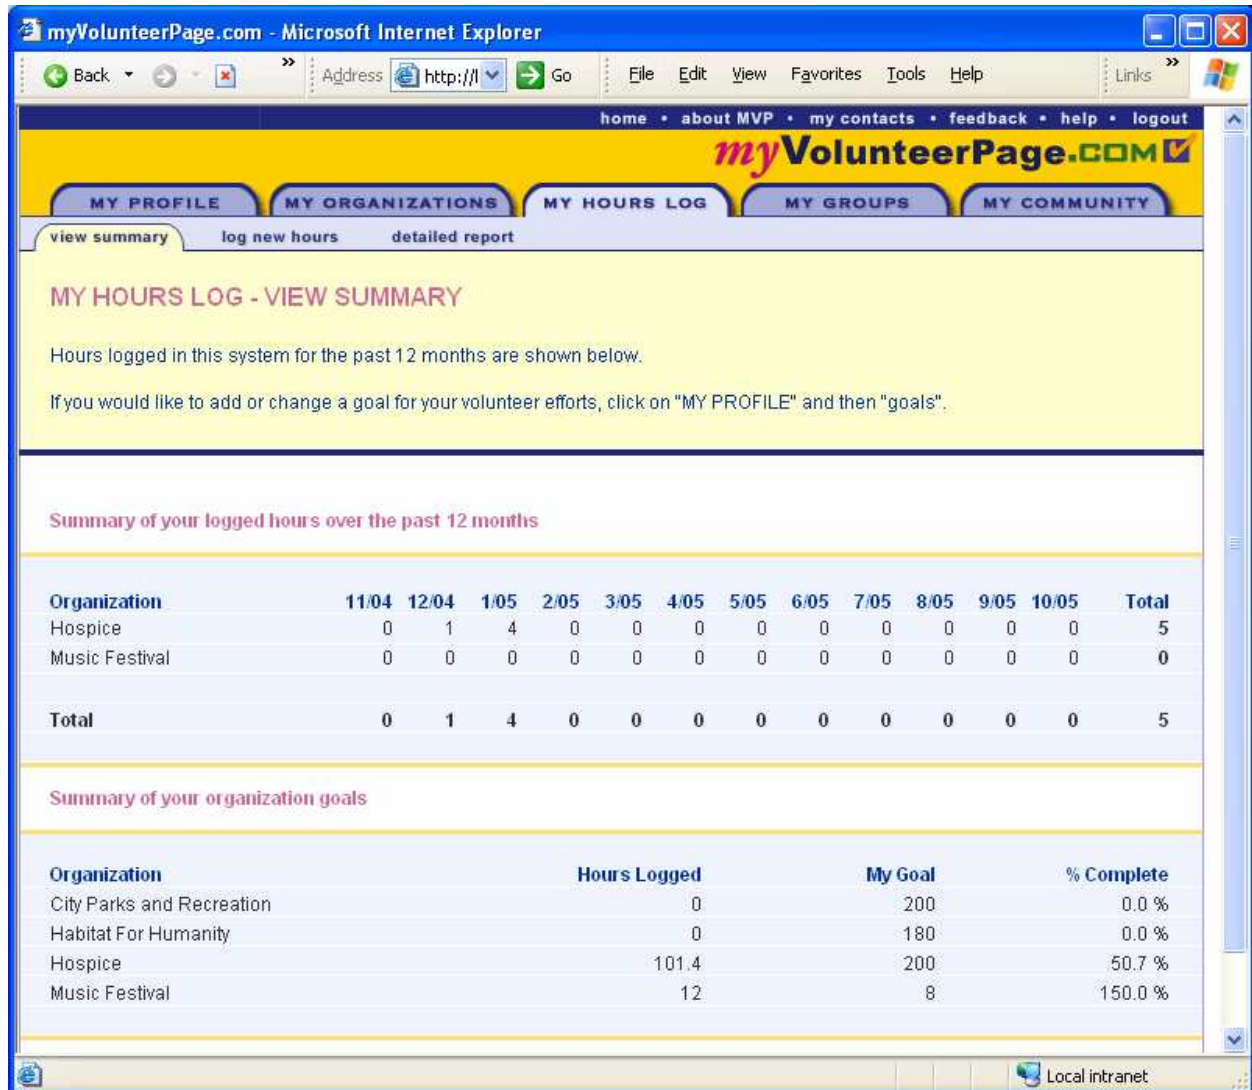 myVolunteerPage.com - Microsoft Internet Explorer
Back » Address http://l Go File Edit View Favorites Tools Help Links »
home • about MVP • my contacts • feedback • help • logout
myVolunteerPage.COM
MY PROFILE MY ORGANIZATIONS MY HOURS LOG MY GROUPS MY COMMUNITY
view summary log new hours detailed report
MY HOURS LOG - VIEW SUMMARY
Hours logged in this system for the past 12 months are shown below.
If you would like to add or change a goal for your volunteer efforts, click on "MY PROFILE" and then "goals".
Summary of your logged hours over the past 12 months
Organization 11/04 12/04 1/05 2/05 3/05 4/05 5/05 6/05 7/05 8/05 9/05 10/05 Total
Hospice 0 1 4 0 0 0 0 0 0 0 0 0 5
Music Festival 0 0 0 0 0 0 0 0 0 0 0 0 0
Total 0 1 4 0 0 0 0 0 0 0 0 0 5
Summary of your organization goals
Organization Hours Logged My Goal % Complete
City Parks and Recreation 0 200 0.0 %
Habitat For Humanity 0 180 0.0 %
Hospice 101.4 200 50.7 %
Music Festival 12 8 150.0 %
Local intranet